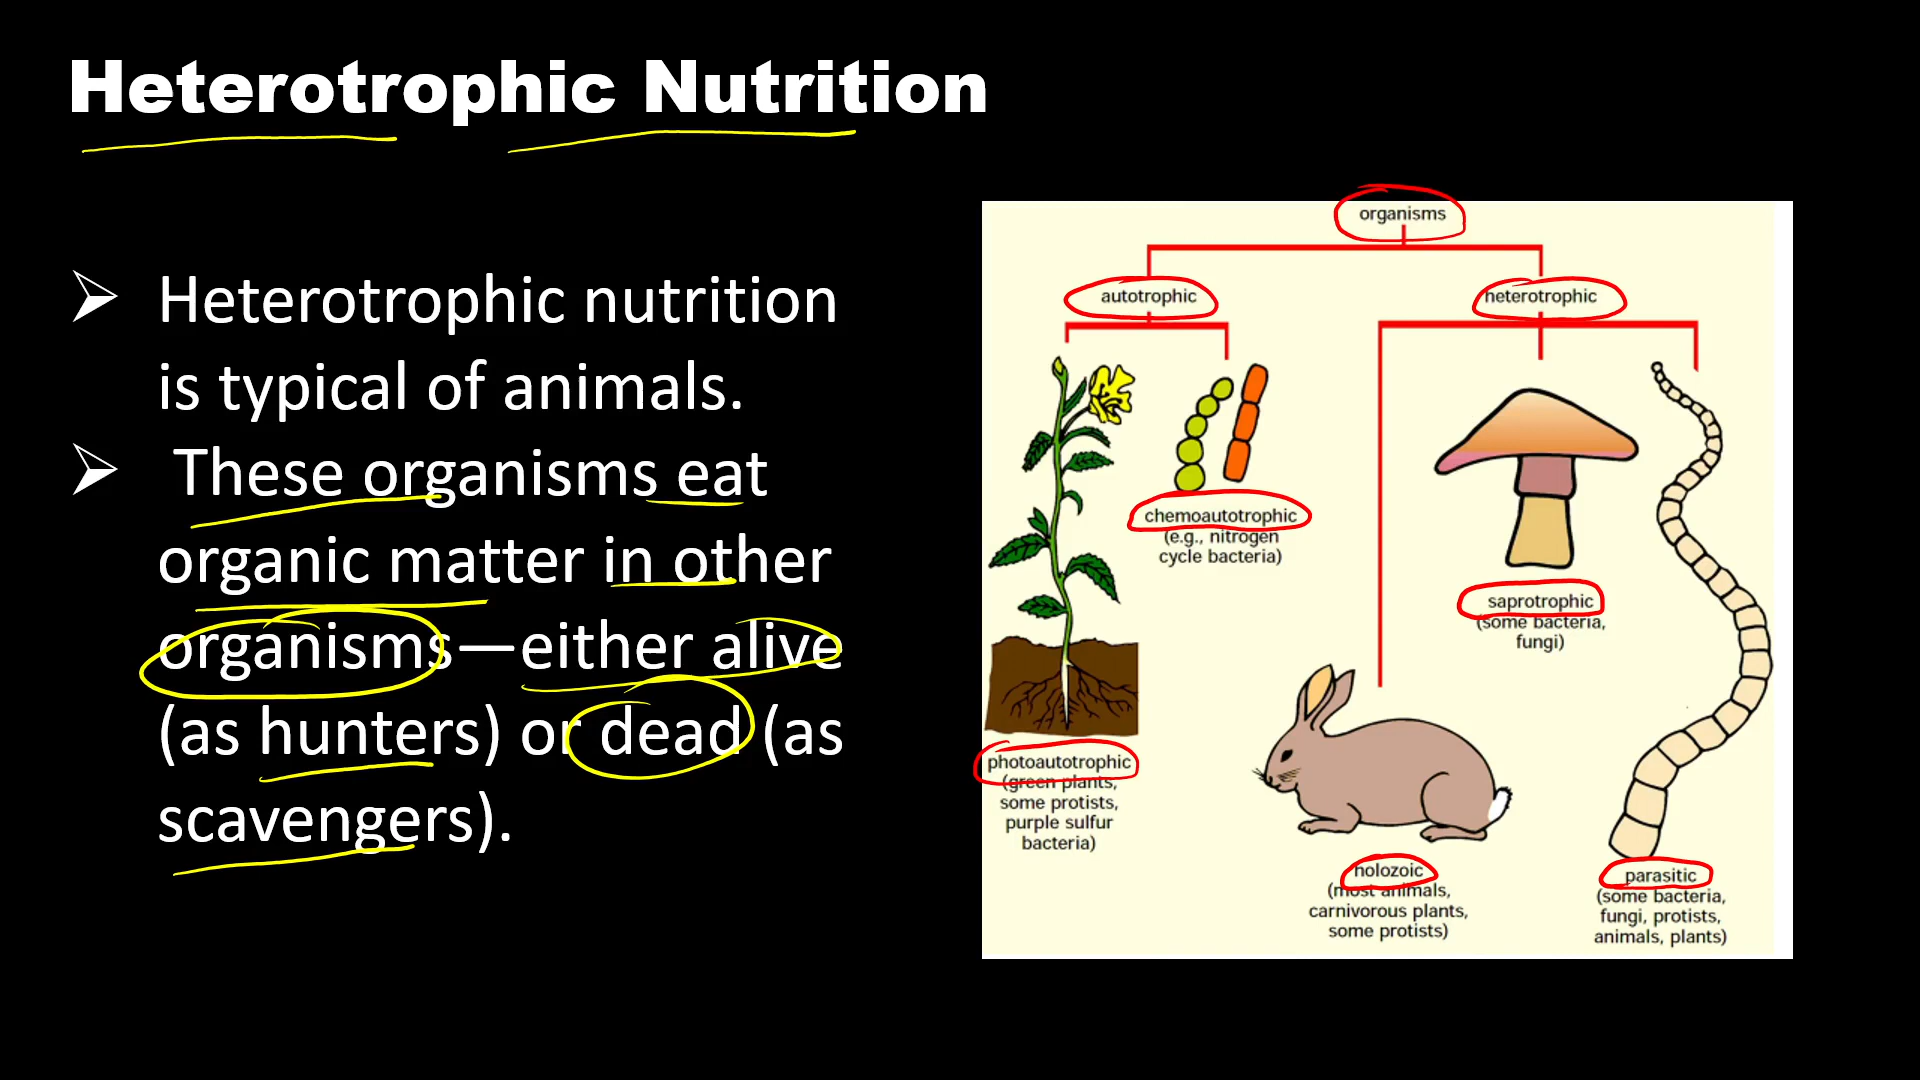 Heterotrophic Nutrition
➢ Heterotrophic nutrition
is typical of animals.
➢ These organisms eat
organic matter in other
organisms—either alive
(as hunters) or dead (as
scavengers).
organisms
autotrophic
heterotrophic
chemoautotrophic
(e.g., nitrogen
cycle bacteria)
saprotrophic
(some bacteria,
fungi)
photoautotrophic
(green plants,
some protists,
purple sulfur
bacteria)
holozoic
(most animals,
carnivorous plants,
some protists)
parasitic
(some bacteria,
fungi, protists,
animals, plants)